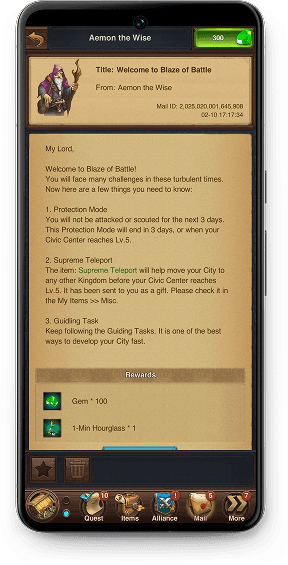 Aemon the Wise
300
Title: Welcome to Blaze of Battle
From: Aemon the Wise
Mail ID: 2,025,020,001,645,908
02-10 17:17:34
My Lord,
Welcome to Blaze of Battle!
You will face many challenges in these turbulent times.
Now here are a few things you need to know:
1. Protection Mode
You will not be attacked or scouted for the next 3 days.
This Protection Mode will end in 3 days, or when your
Civic Center reaches Lv.5.
2. Supreme Teleport
The item: Supreme Teleport will help move your City to
any other Kingdom before your Civic Center reaches
Lv.5. It has been sent to you as a gift. Please check it in
the My Items >> Misc.
3. Guidling Task
Keep following the Guiding Tasks. It is one of the best
ways to develop your City fast.
Rewards
Gem * 100
1-Min Hourglass * 1
10
!
6
7
Quest
Items
Alliance
Mail
More